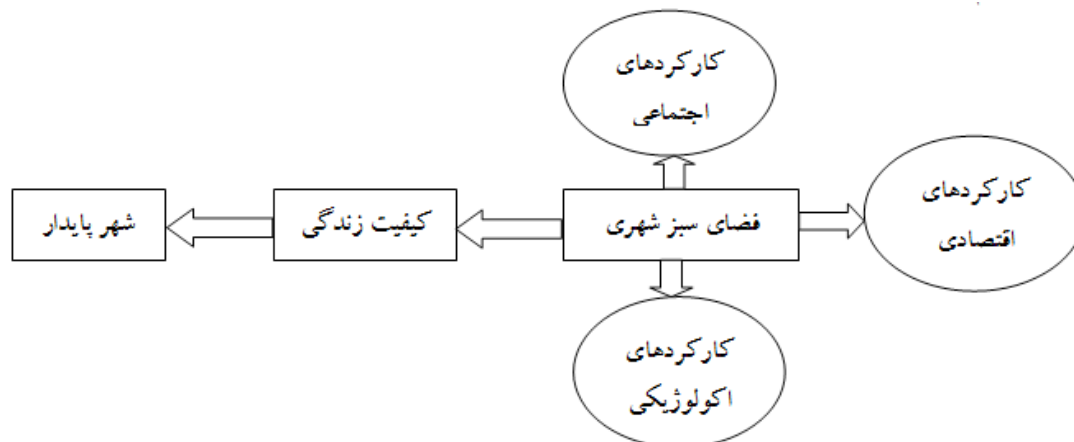 کارکردهای
اجتماعی
کارکردهای
اقتصادی
فضای سبز شهری
کیفیت زندگی
شهر پایدار
کارکردهای
اکولوژیکی